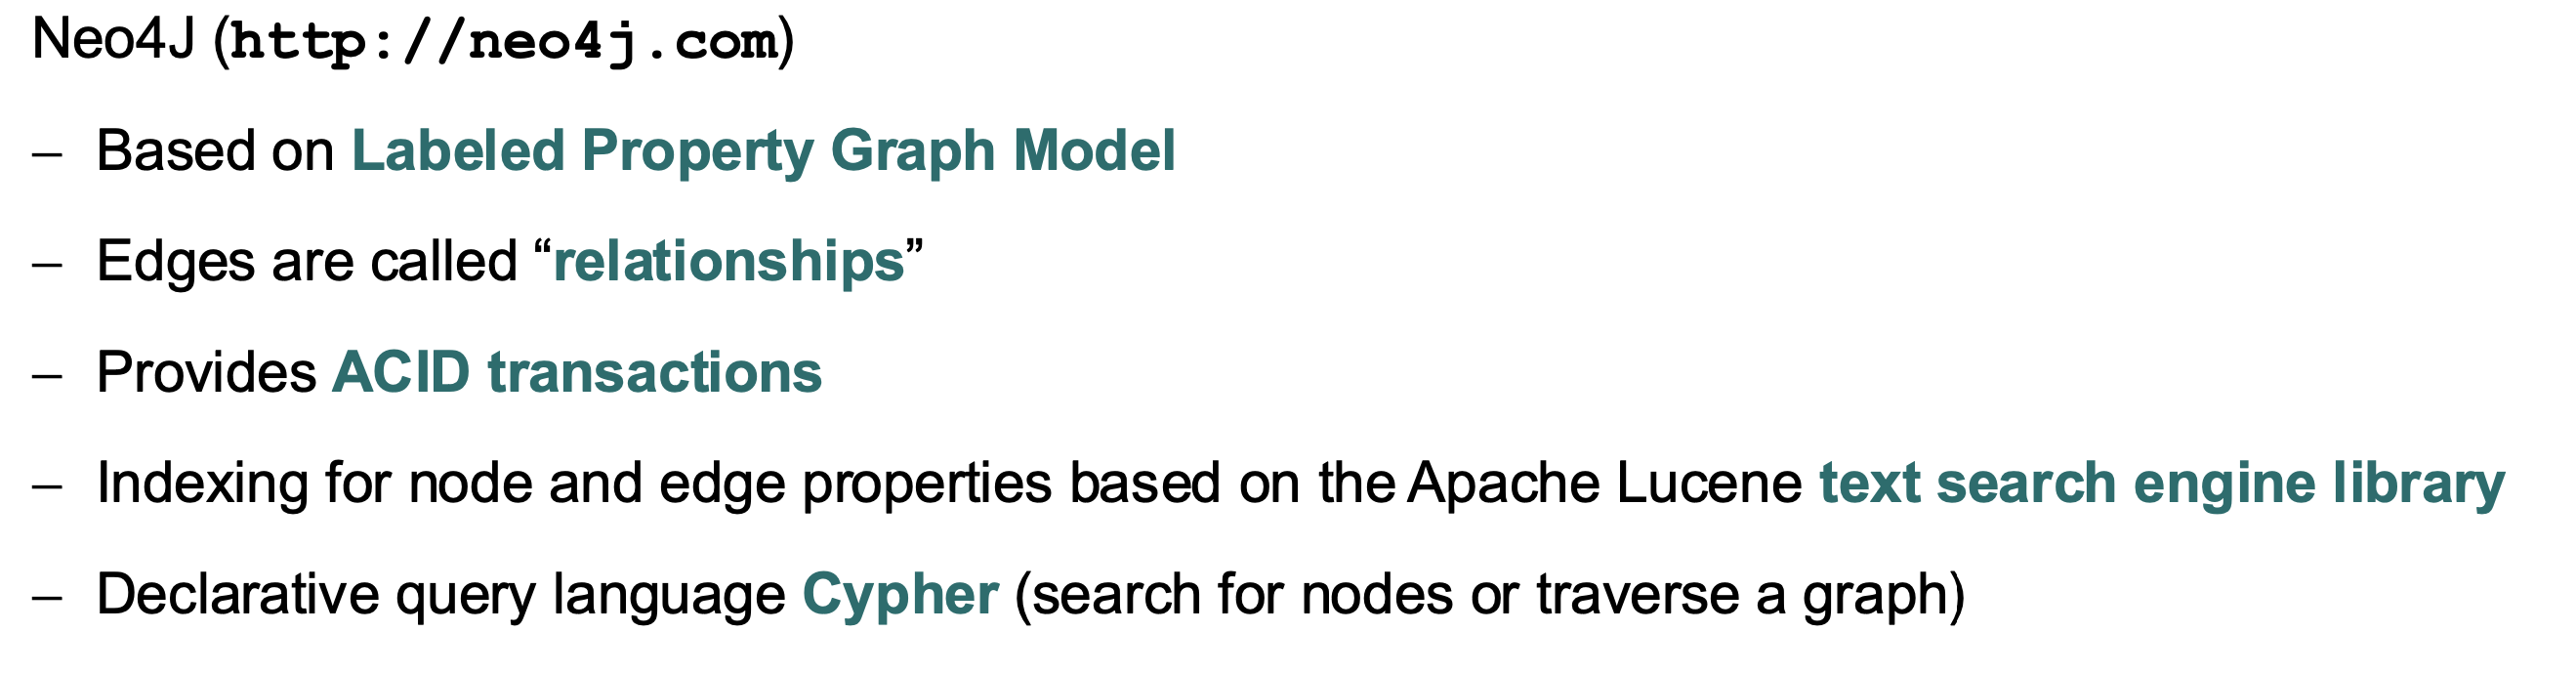 Neo4J (http://neo4j.com)
– Based on Labeled Property Graph Model
– Edges are called “relationships”
– Provides ACID transactions
– Indexing for node and edge properties based on the Apache Lucene text search engine library
– Declarative query language Cypher (search for nodes or traverse a graph)